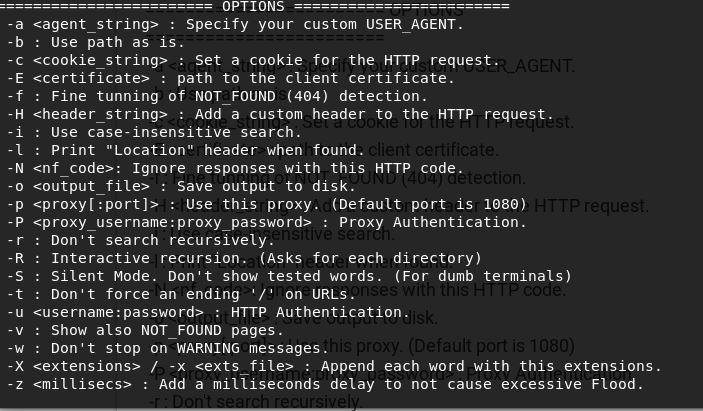 ======================== OPTIONS ========================
-a <agent_string> : Specify your custom USER_AGENT.
-b : Use path as is.
-c <cookie_string> : Set a cookie for the HTTP request.
-E <certificate> : path to the client certificate.
-f : Fine tunning of NOT_FOUND (404) detection.
-H <header_string> : Add a custom header to the HTTP request.
-i : Use case-insensitive search.
-l : Print "Location" header when found.
-N <nf_code>: Ignore responses with this HTTP code.
-o <output_file> : Save output to disk.
-p <proxy[:port]> : Use this proxy. (Default port is 1080)
-P <proxy_username:proxy_password> : Proxy Authentication.
-r : Don't search recursively.
-R : Interactive recursion. (Asks for each directory)
-S : Silent Mode. Don't show tested words. (For dumb terminals)
-t : Don't force an ending '/' on URLs.
-u <username:password> : HTTP Authentication.
-v : Show also NOT_FOUND pages.
-w : Don't stop on WARNING messages.
-X <extensions> / -x <exts_file> : Append each word with this extensions.
-z <millisecs> : Add a milliseconds delay to not cause excessive Flood.